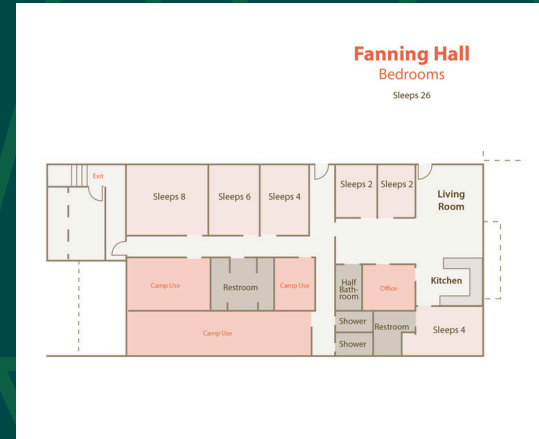 Fanning Hall
Bedrooms
Sleeps 26
Exit
Sleeps 8
Sleeps 6
Sleeps 4
Sleeps 2
Sleeps 2
Living
Room
Camp Use
Restroom
Camp Use
Half
Bath-
room
Office
Kitchen
Camp Use
Shower
Restroom
Shower
Sleeps 4